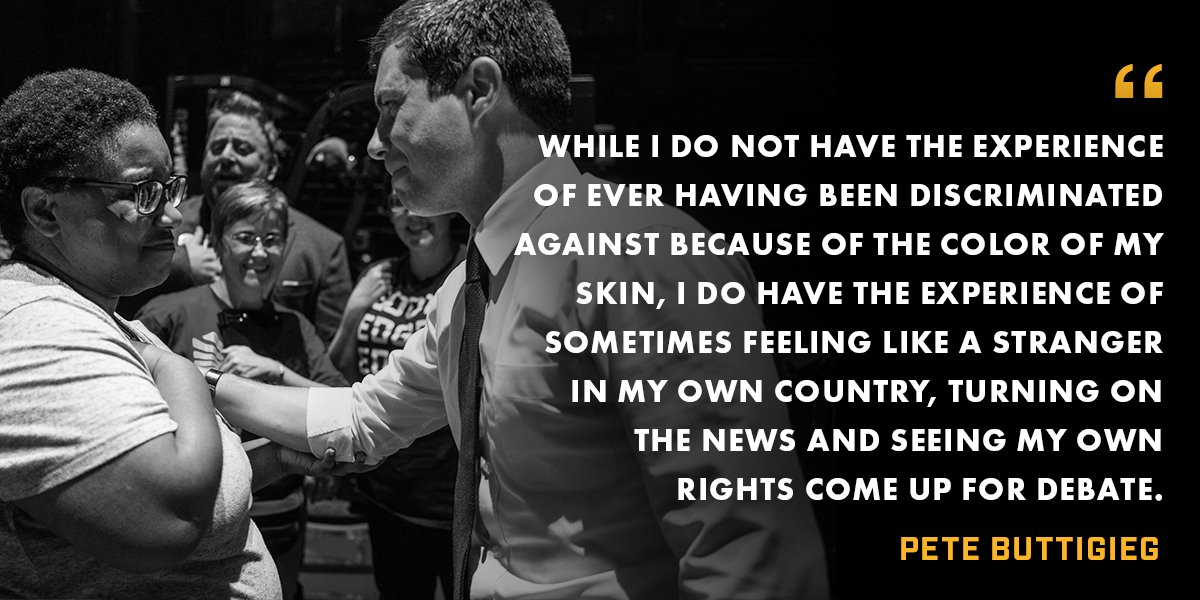 “
WHILE I DO NOT HAVE THE EXPERIENCE
OF EVER HAVING BEEN DISCRIMINATED
AGAINST BECAUSE OF THE COLOR OF MY
SKIN, I DO HAVE THE EXPERIENCE OF
SOMETIMES FEELING LIKE A STRANGER
IN MY OWN COUNTRY, TURNING ON
THE NEWS AND SEEING MY OWN
RIGHTS COME UP FOR DEBATE.
PETE BUTTIGIEG